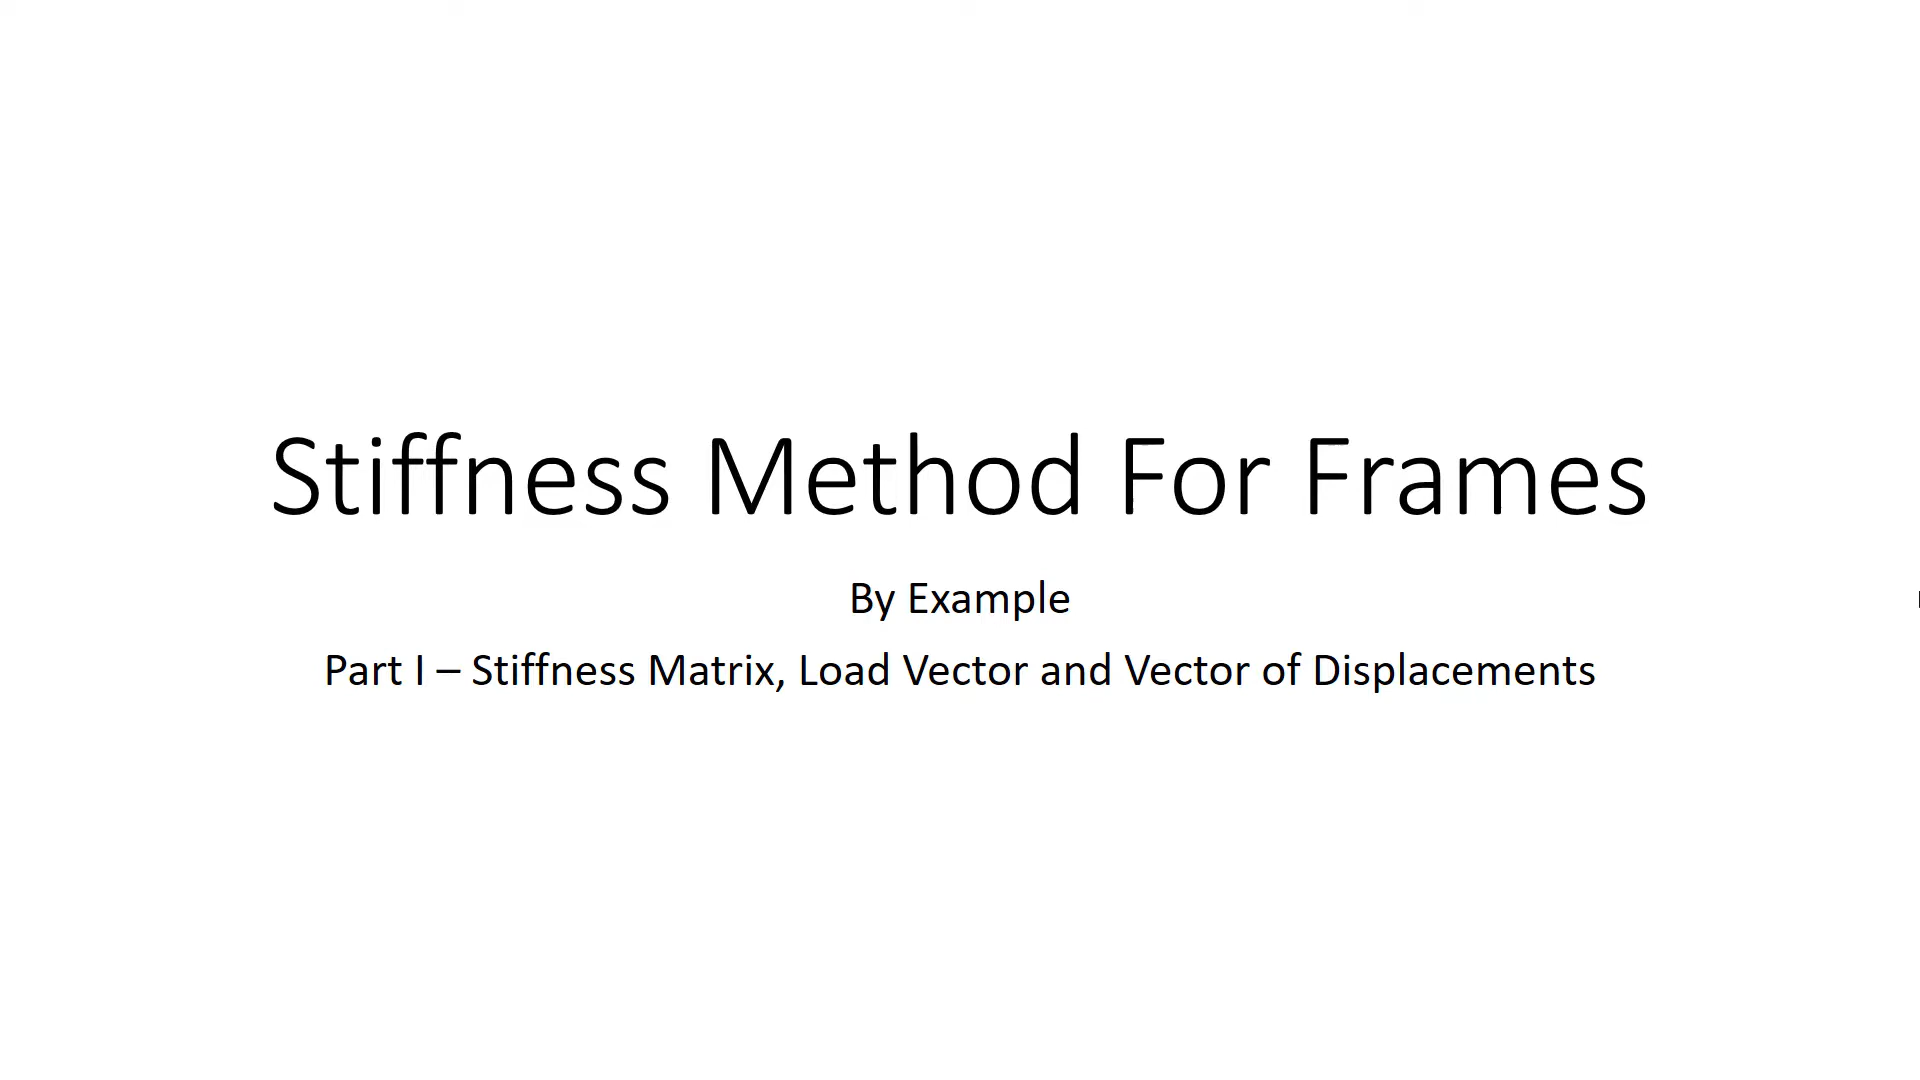 Stiffness Method For Frames
By Example
Part I – Stiffness Matrix, Load Vector and Vector of Displacements